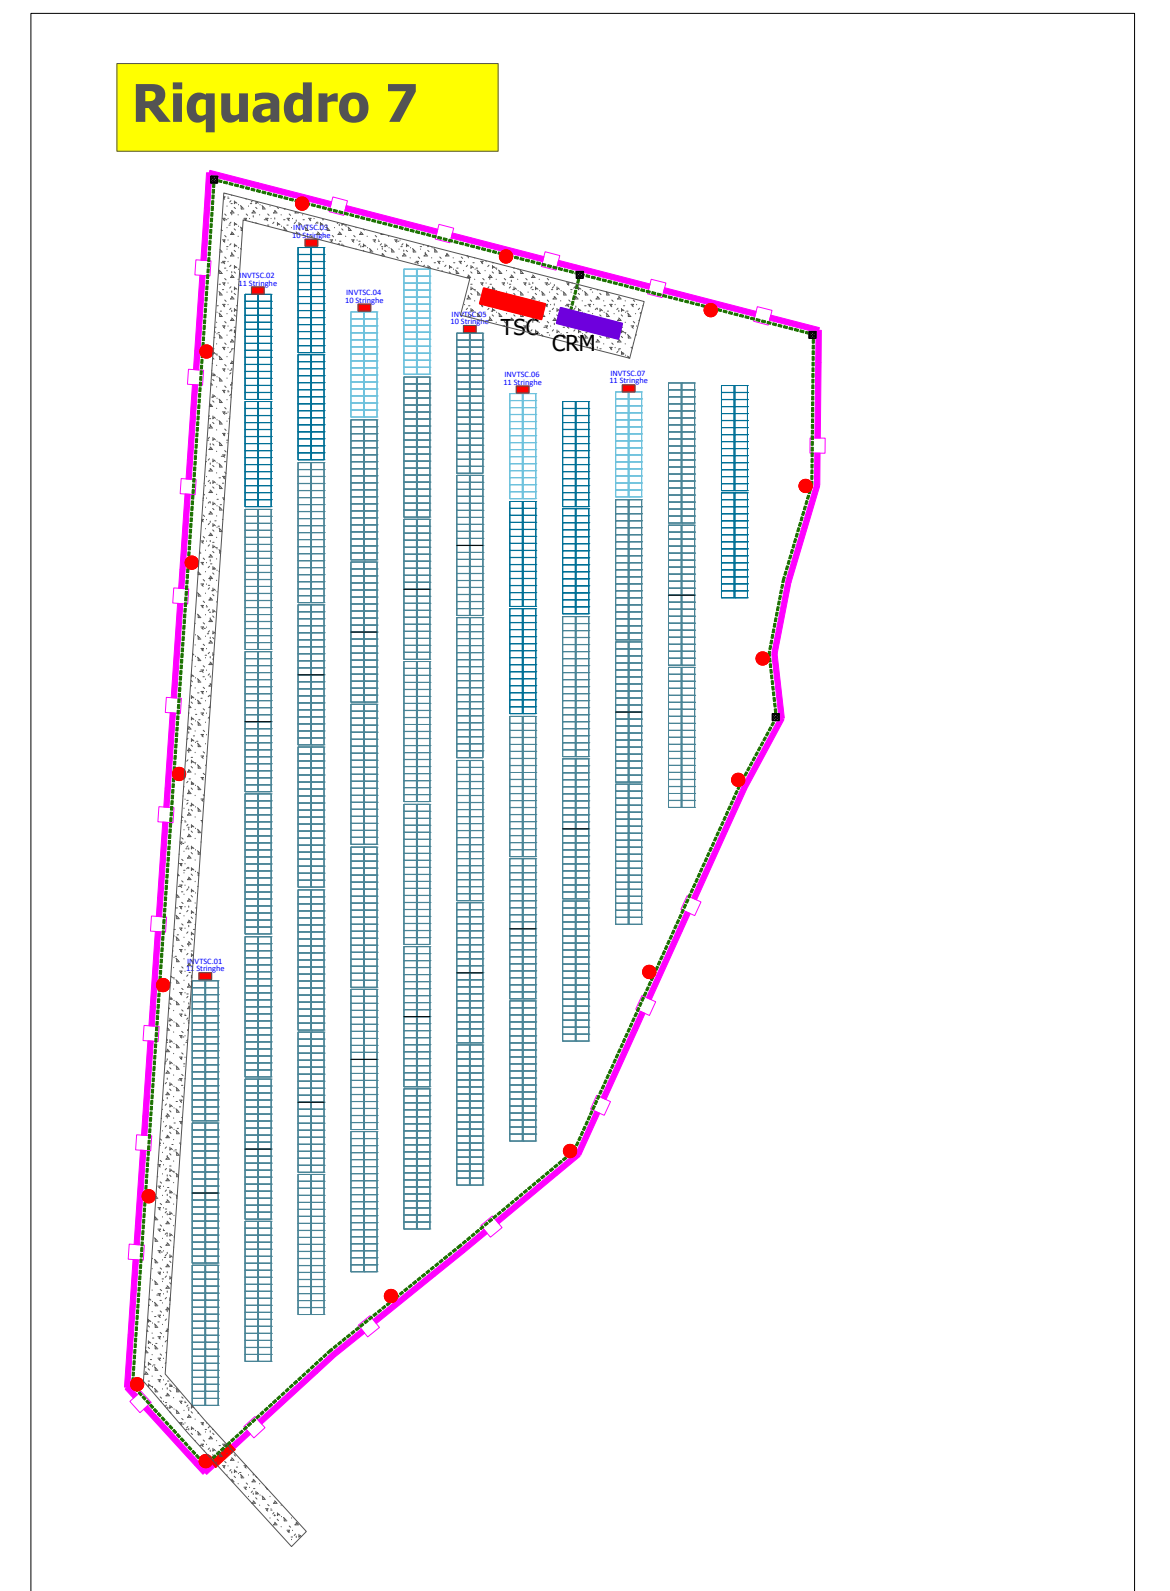 Riquadro 7
INVTSC.03
10 Stringhe
INVTSC.02
11 Stringhe
INVTSC.04
10 Stringhe
INVTSC.05
10 Stringhe
TSC
CRM
INVTSC.06
11 Stringhe
INVTSC.07
11 Stringhe
INVTSC.01
11 Stringhe